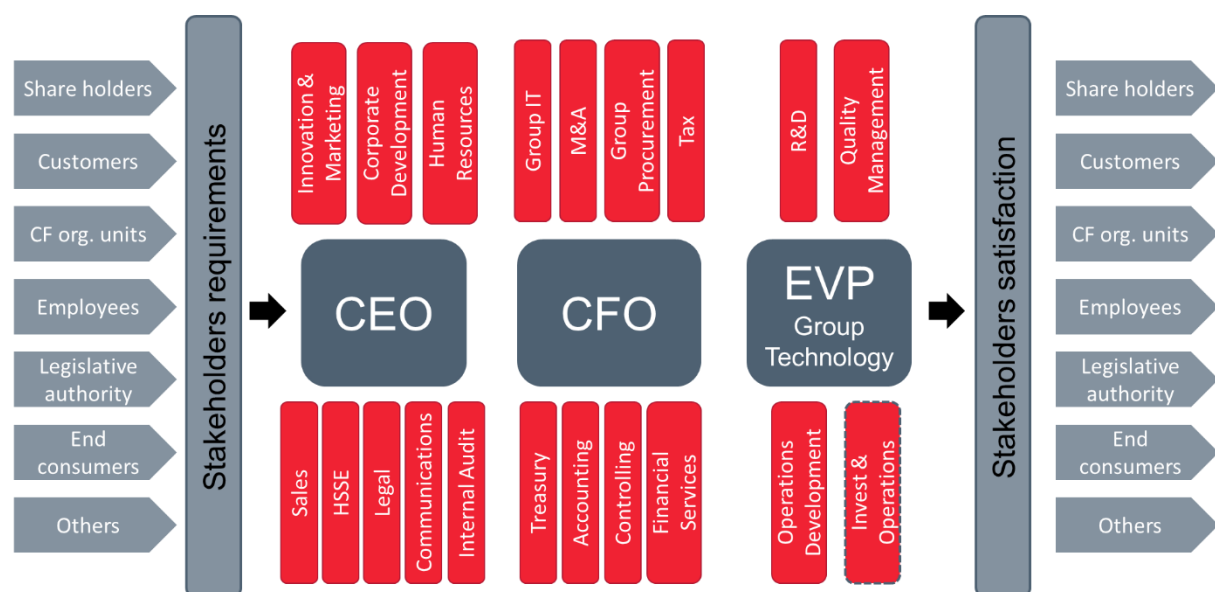 Share holders
Customers
CF org. units
Employees
Legislative
authority
End
consumers
Others
Stakeholders requirements
Innovation &
Marketing
Corporate
Development
Human
Resources
Group IT
M&A
Group
Procurement
Tax
R&D
Quality
Management
CEO
CFO
EVP
Group
Technology
Sales
HSSE
Legal
Communications
Internal Audit
Treasury
Accounting
Controlling
Financial
Services
Operations
Development
Invest &
Operations
Stakeholders satisfaction
Share holders
Customers
CF org. units
Employees
Legislative
authority
End
consumers
Others